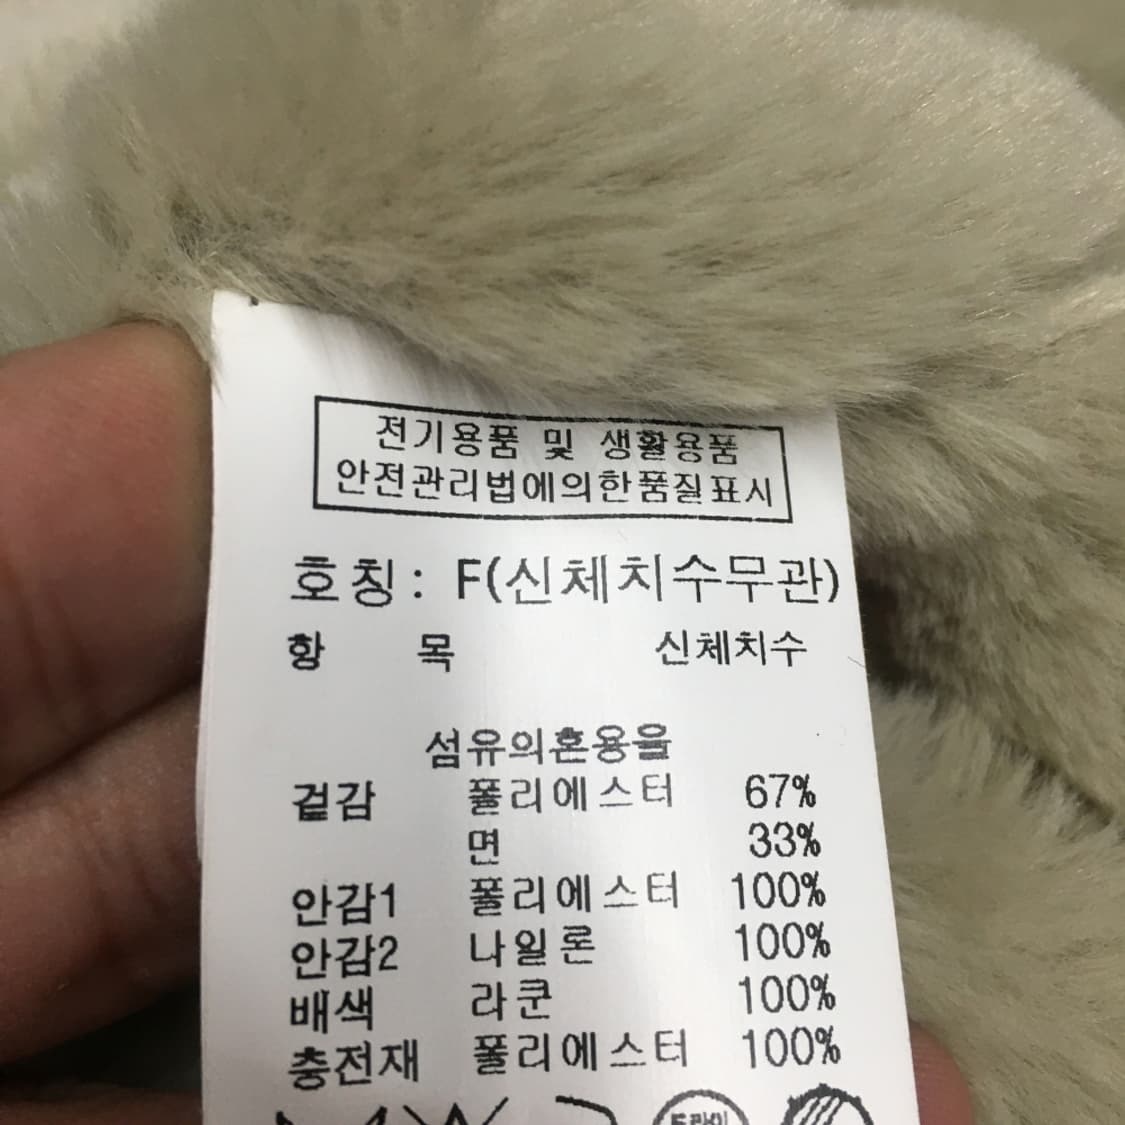 전기용품 및 생활용품
안전관리법에의한품질표시
호칭: F(신체치수무관)
항 목 신체치수
섬유의혼용율
겉감 폴리에스터 67%
면 33%
안감1 폴리에스터 100%
안감2 나일론 100%
배색 라쿤 100%
충전재 폴리에스터 100%
드라이